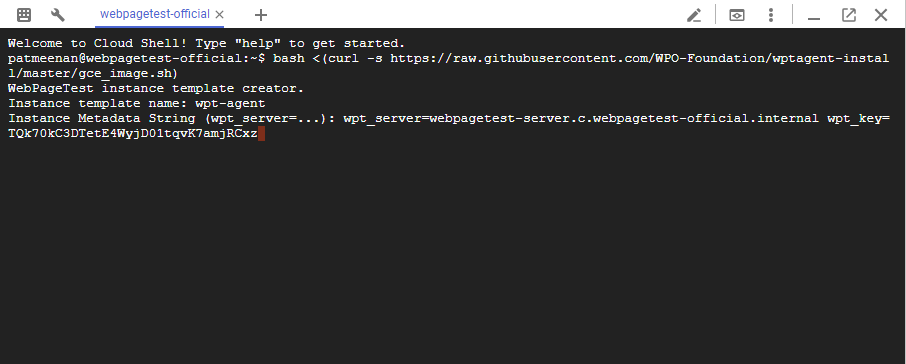 webpagetest-official
Welcome to Cloud Shell! Type "help" to get started.
patmeenan@webpagetest-official:~$ bash <(curl -s https://raw.githubusercontent.com/WPO-Foundation/wptagent-instal
l/master/gce_image.sh)
WebPageTest instance template creator.
Instance template name: wpt-agent
Instance Metadata String (wpt_server=...): wpt_server=webpagetest-server.c.webpagetest-official.internal wpt_key=
TQk70kC3DTetE4WyjD01tqvK7amjRCxz